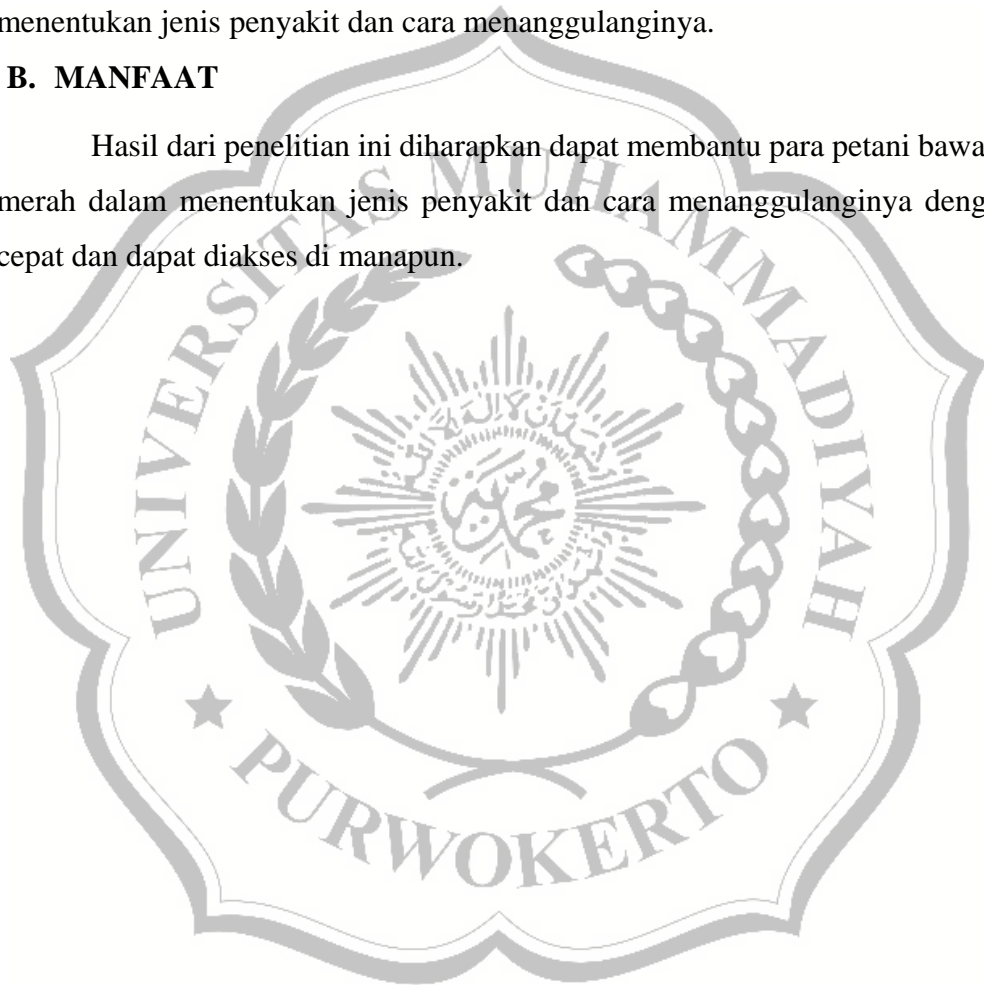 menentukan jenis penyakit dan cara menanggulanginya.
B. MANFAAT
Hasil dari penelitian ini diharapkan dapat membantu para petani bawa
merah dalam menentukan jenis penyakit dan cara menanggulanginya deng
cepat dan dapat diakses di manapun.
UNIVERSITAS MUHAMMADIYAH
PURWOKERTO
محمد